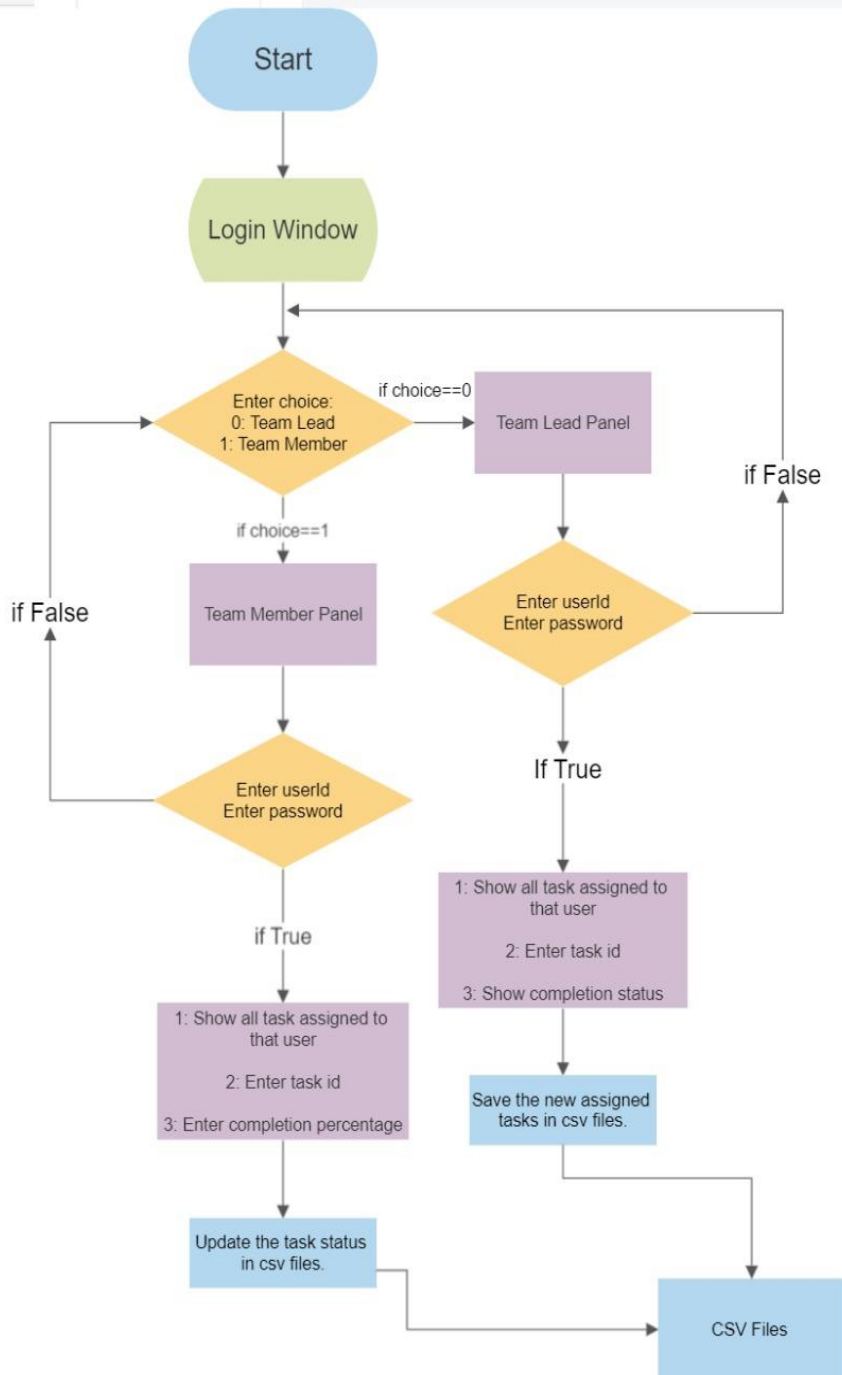 Start
Login Window
Enter choice:
0: Team Lead
1: Team Member
if choice==0
Team Lead Panel
if False
if choice==1
Team Member Panel
Enter userId
Enter password
if False
If True
Enter userId
Enter password
1: Show all task assigned to
that user
2: Enter task id
3: Show completion status
if True
1: Show all task assigned to
that user
2: Enter task id
3: Enter completion percentage
Save the new assigned
tasks in csv files.
Update the task status
in csv files.
CSV Files